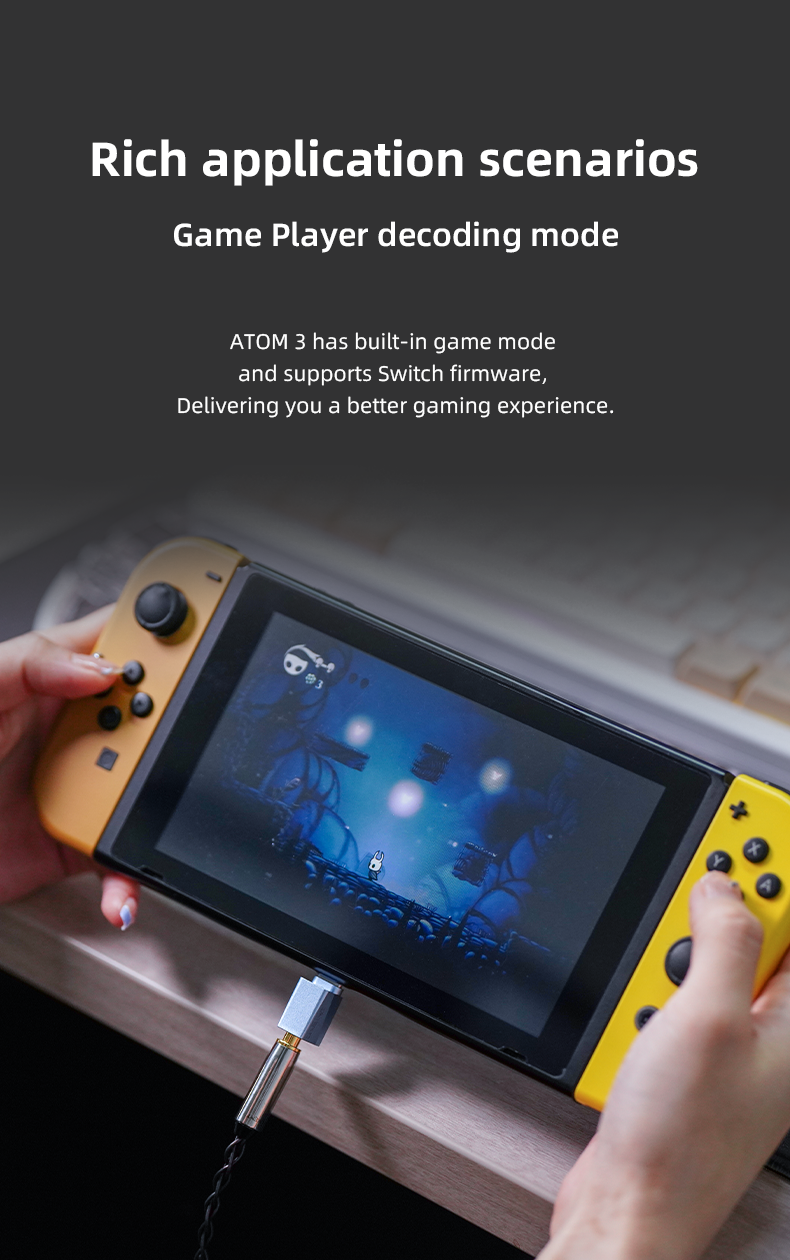 Rich application scenarios
Game Player decoding mode
ATOM 3 has built-in game mode
and supports Switch firmware,
Delivering you a better gaming experience.
3
X
Y
A